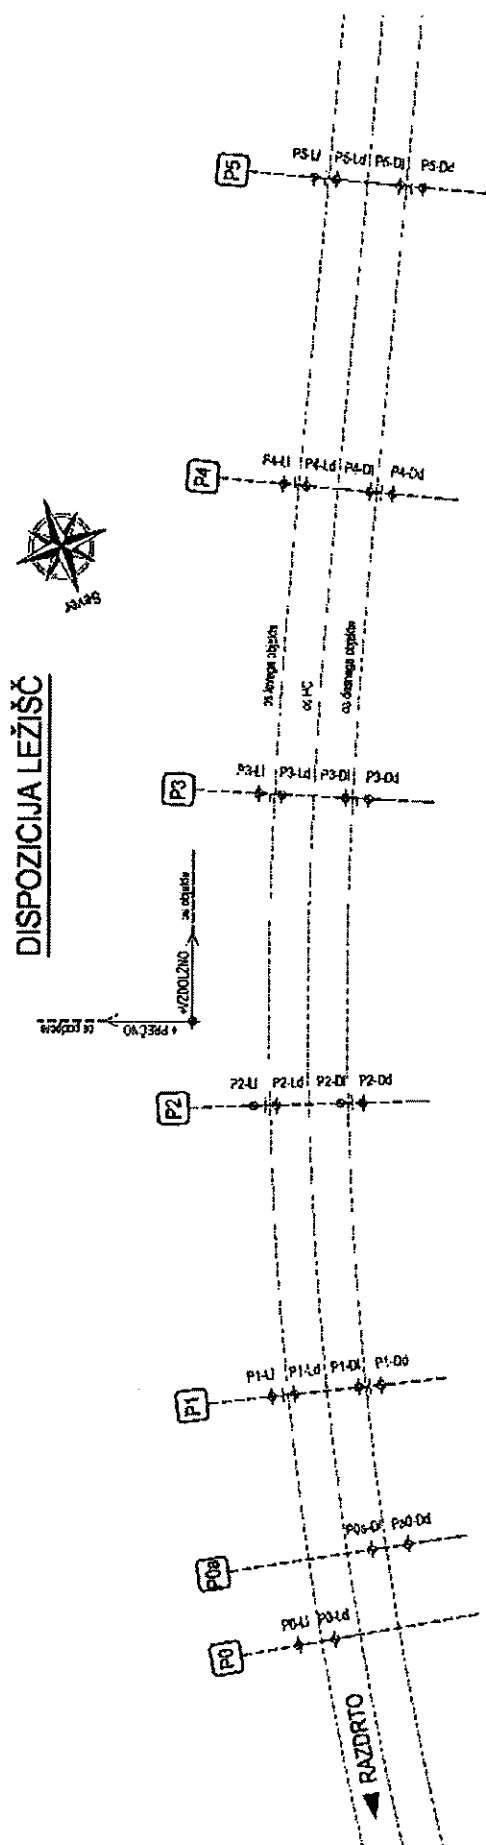 DISPOZICIJA LEŽIŠČ
Sever
os podpore
+ PREČNO
+VZDOLŽNO
os objekta
os levega objekta
os HC
os desnega objekta
P5
P5-Ll P5-Ld P5-Dl P5-Dd
P4
P4-Ll P4-Ld P4-Dl P4-Dd
P3
P3-Ll P3-Ld P3-Dl P3-Dd
P2
P2-Ll P2-Ld P2-Dl P2-Dd
P1
P1-Ll P1-Ld P1-Dl P1-Dd
P0a
P0a-Dl Pa0-Dd
P0
P0-Ll P0-Ld
RAZDRTO